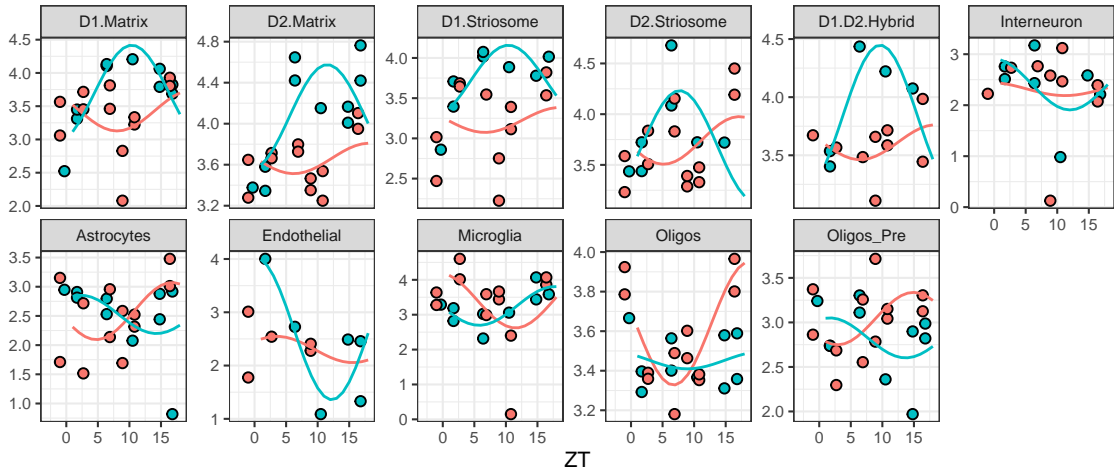 D1.Matrix D2.Matrix D1.Striosome D2.Striosome D1.D2.Hybrid Interneuron
4.5 4.0 3.5 3.0 2.5 2.0
4.8 4.4 4.0 3.6 3.2
4.0 3.5 3.0 2.5
4.5 4.0 3.5 3.0
4.5 4.0 3.5
3 2 1 0
0 5 10 15
Astrocytes Endothelial Microglia Oligos Oligos_Pre
3.5 3.0 2.5 2.0 1.5 1.0
4 3 2 1
5 4 3 2 1 0
4.0 3.8 3.6 3.4 3.2
3.5 3.0 2.5 2.0
0 5 10 15 0 5 10 15 0 5 10 15 0 5 10 15 0 5 10 15
ZT